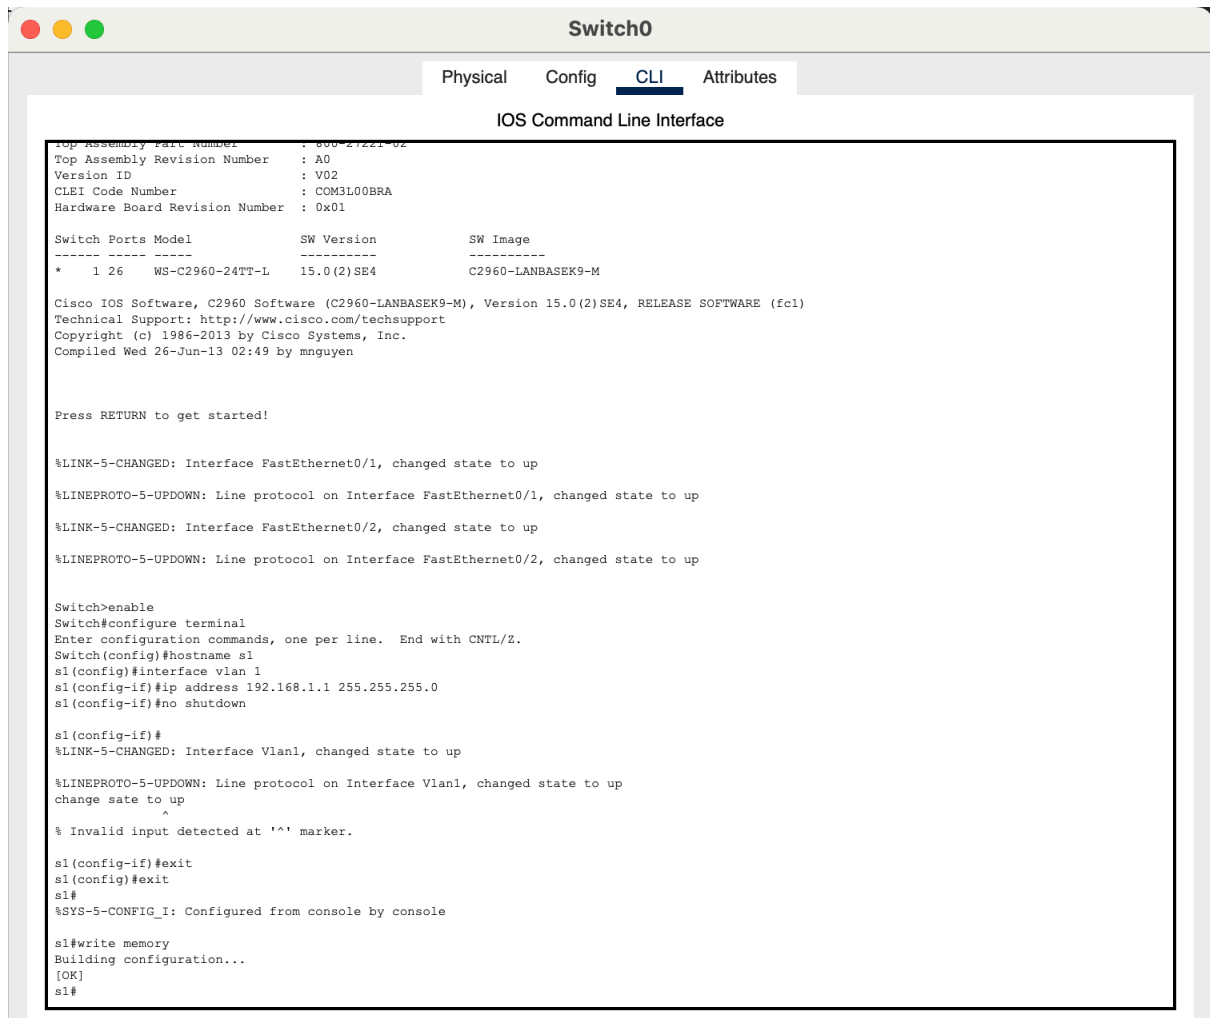 Switch0
Physical Config CLI Attributes
IOS Command Line Interface
Top Assembly Part Number : 800-27221-02
Top Assembly Revision Number : A0
Version ID : V02
CLEI Code Number : COM3L00BRA
Hardware Board Revision Number : 0x01
Switch Ports Model SW Version SW Image
------ ----- ----- ---------- ----------
* 1 26 WS-C2960-24TT-L 15.0(2)SE4 C2960-LANBASEK9-M
Cisco IOS Software, C2960 Software (C2960-LANBASEK9-M), Version 15.0(2)SE4, RELEASE SOFTWARE (fc1)
Technical Support: http://www.cisco.com/techsupport
Copyright (c) 1986-2013 by Cisco Systems, Inc.
Compiled Wed 26-Jun-13 02:49 by mnguyen
Press RETURN to get started!
%LINK-5-CHANGED: Interface FastEthernet0/1, changed state to up
%LINEPROTO-5-UPDOWN: Line protocol on Interface FastEthernet0/1, changed state to up
%LINK-5-CHANGED: Interface FastEthernet0/2, changed state to up
%LINEPROTO-5-UPDOWN: Line protocol on Interface FastEthernet0/2, changed state to up
Switch>enable
Switch#configure terminal
Enter configuration commands, one per line. End with CNTL/Z.
Switch(config)#hostname s1
s1(config)#interface vlan 1
s1(config-if)#ip address 192.168.1.1 255.255.255.0
s1(config-if)#no shutdown
s1(config-if)#
%LINK-5-CHANGED: Interface Vlan1, changed state to up
%LINEPROTO-5-UPDOWN: Line protocol on Interface Vlan1, changed state to up
change sate to up
^
% Invalid input detected at '^' marker.
s1(config-if)#exit
s1(config)#exit
s1#
%SYS-5-CONFIG_I: Configured from console by console
s1#write memory
Building configuration...
[OK]
s1#